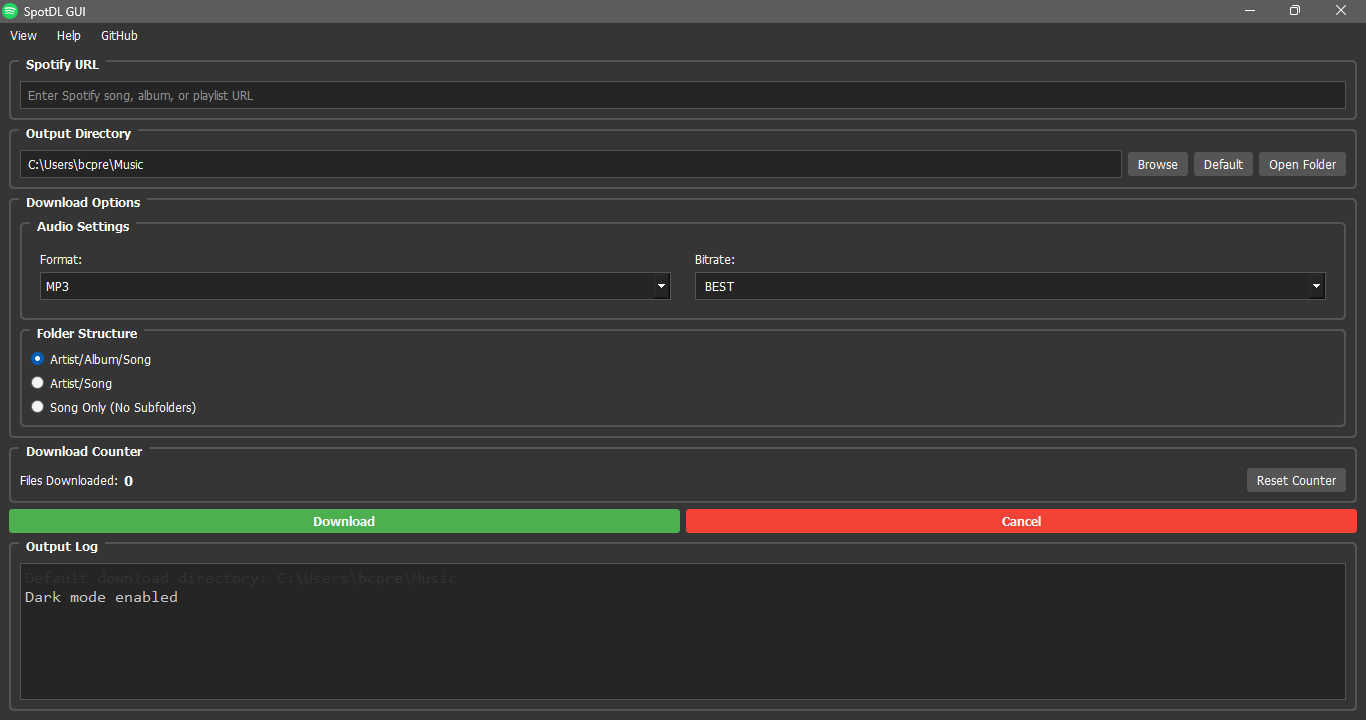 SpotDL GUI
View Help GitHub
Spotify URL
Enter Spotify song, album, or playlist URL
Output Directory
C:\Users\bcpre\Music Browse Default Open Folder
Download Options
Audio Settings
Format: Bitrate:
MP3 BEST
Folder Structure
Artist/Album/Song
Artist/Song
Song Only (No Subfolders)
Download Counter
Files Downloaded: 0 Reset Counter
Download Cancel
Output Log
Default download directory: C:\Users\bcpre\Music
Dark mode enabled